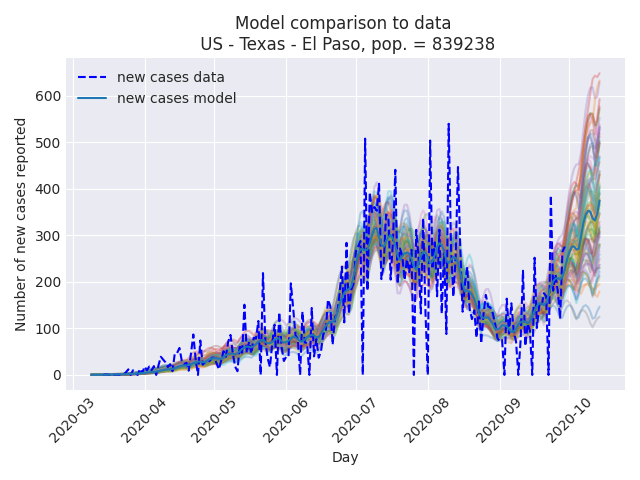 Model comparison to data
US - Texas - El Paso, pop. = 839238
new cases data
new cases model
Number of new cases reported
600
500
400
300
200
100
0
2020-03
2020-04
2020-05
2020-06
2020-07
2020-08
2020-09
2020-10
Day